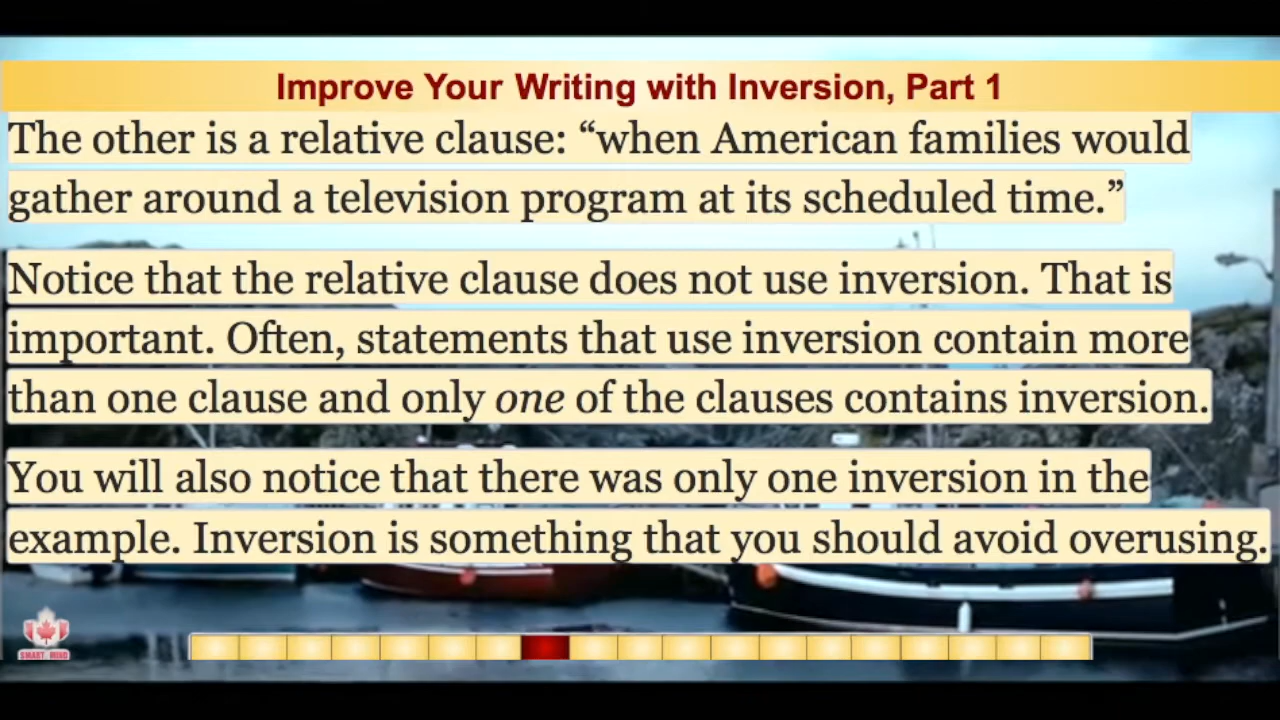 Improve Your Writing with Inversion, Part 1
The other is a relative clause: “when American families would
gather around a television program at its scheduled time.”
Notice that the relative clause does not use inversion. That is
important. Often, statements that use inversion contain more
than one clause and only one of the clauses contains inversion.
You will also notice that there was only one inversion in the
example. Inversion is something that you should avoid overusing.
SMART MIND